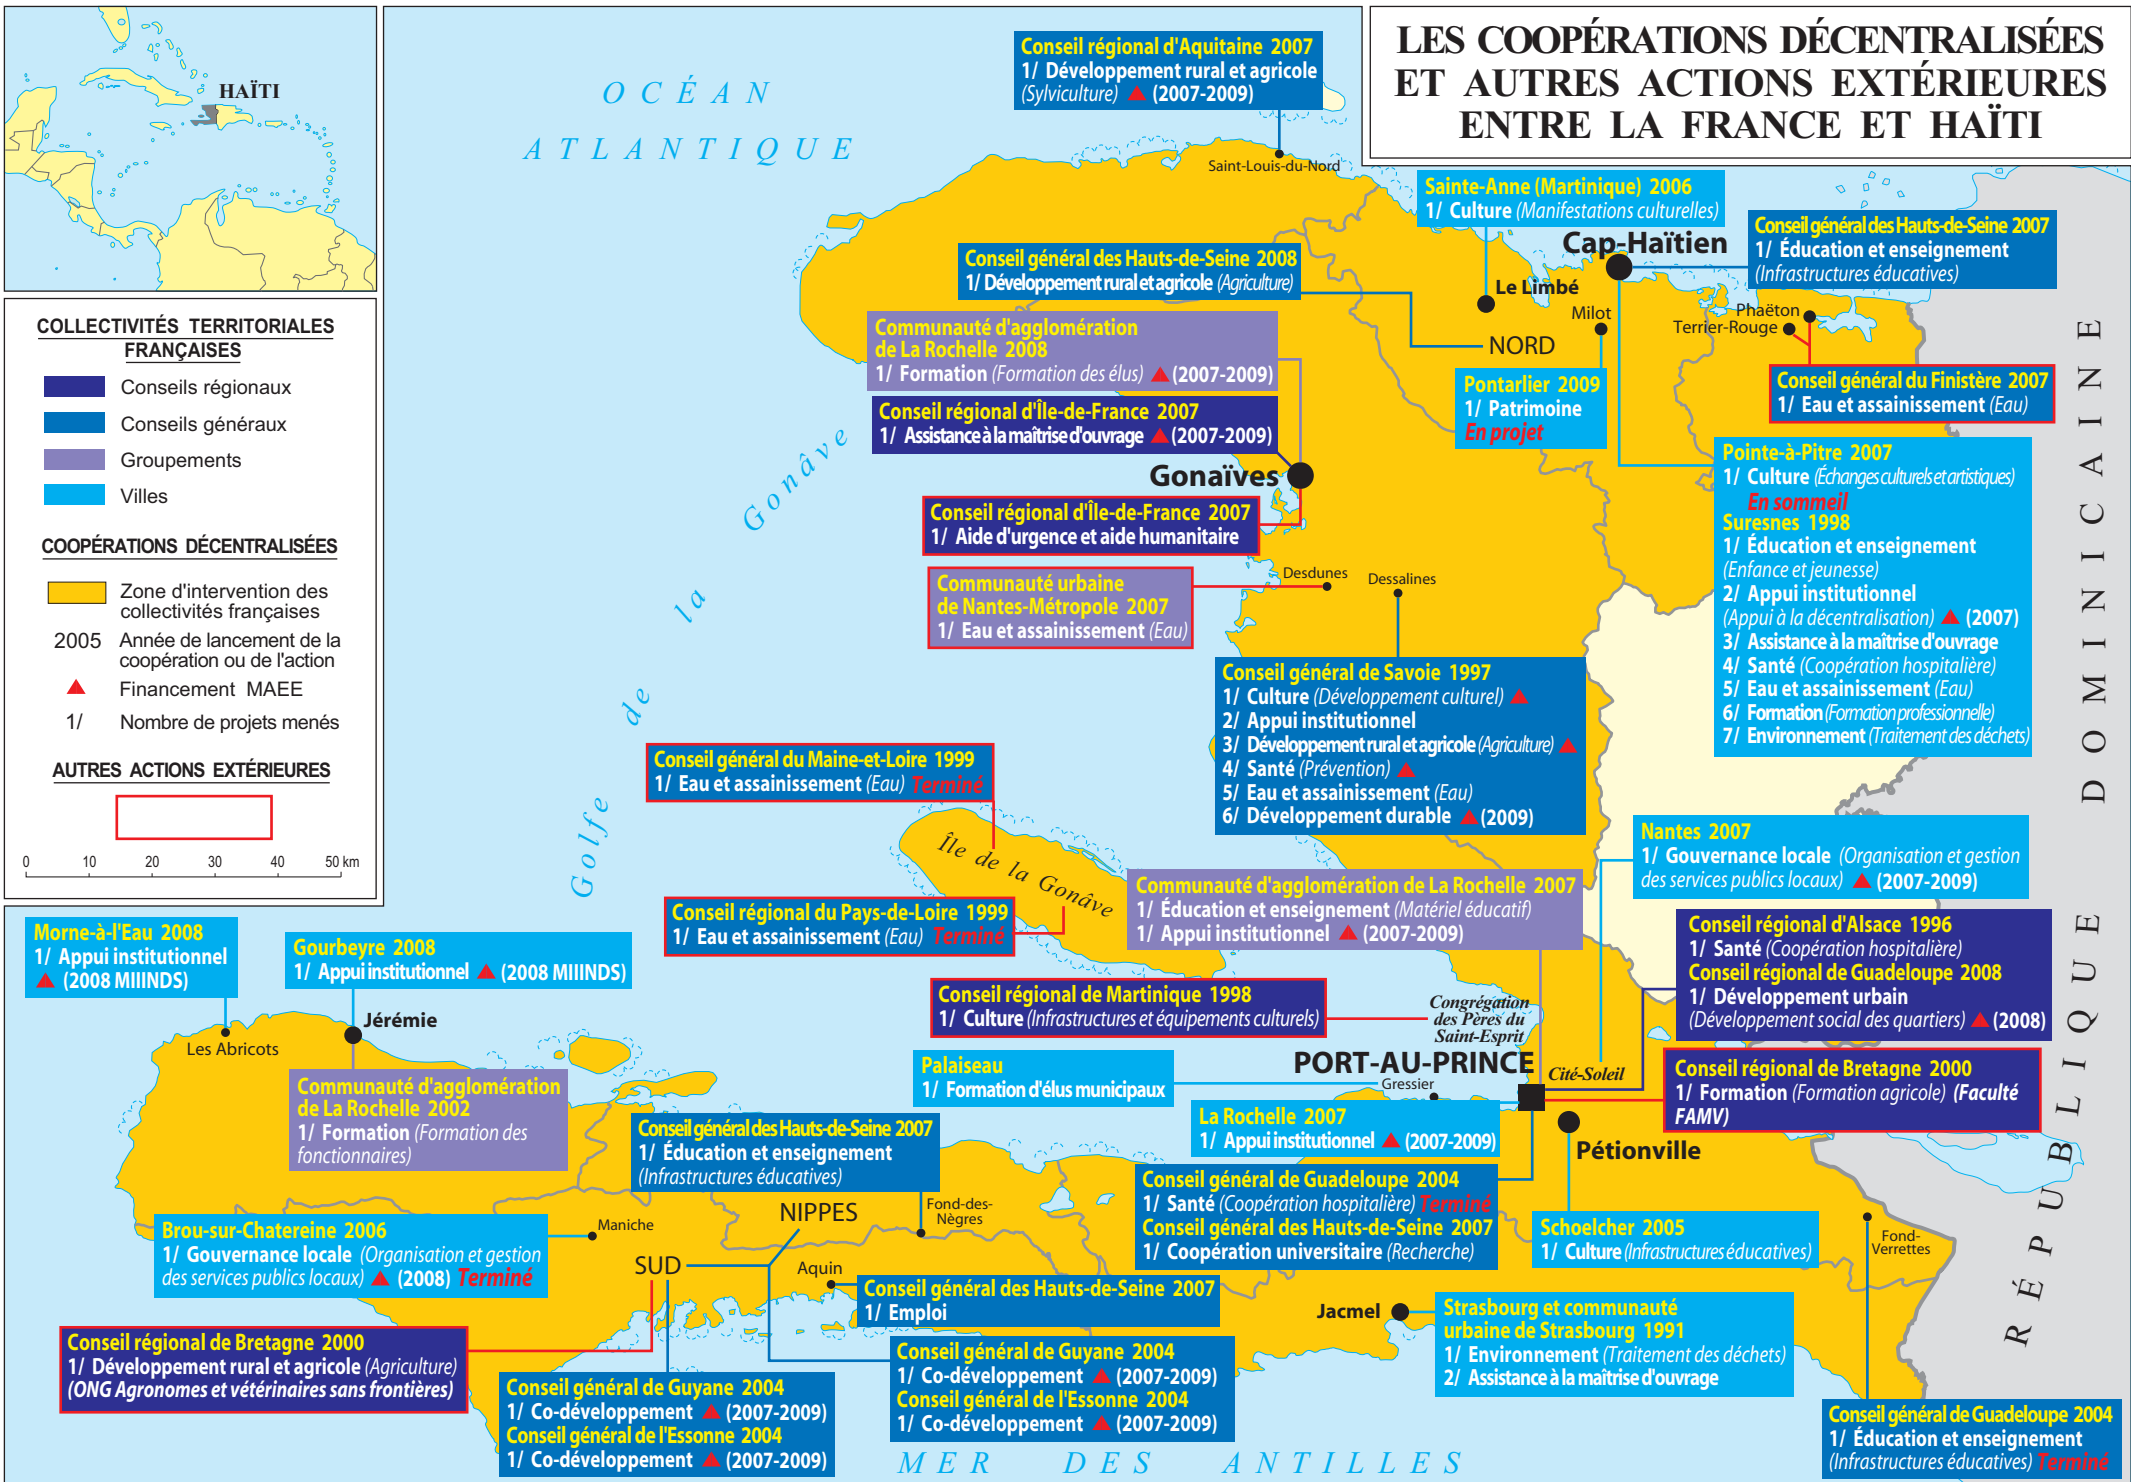 LES COOPÉRATIONS DÉCENTRALISÉES
ET AUTRES ACTIONS EXTÉRIEURES
ENTRE LA FRANCE ET HAÏTI
HAÏTI
COLLECTIVITÉS TERRITORIALES
FRANÇAISES
Conseils régionaux
Conseils généraux
Groupements
Villes
COOPÉRATIONS DÉCENTRALISÉES
Zone d'intervention des
collectivités françaises
2005 Année de lancement de la
coopération ou de l'action
Financement MAEE
1/ Nombre de projets menés
AUTRES ACTIONS EXTÉRIEURES
0 10 20 30 40 50 km
OCÉAN
ATLANTIQUE
Golfe de la Gonâve
MER DES ANTILLES
RÉPUBLIQUE DOMINICAINE
Conseil régional d'Aquitaine 2007
1/ Développement rural et agricole
(Sylviculture) ▲ (2007-2009)
Saint-Louis-du-Nord
Sainte-Anne (Martinique) 2006
1/ Culture (Manifestations culturelles)
Cap-Haïtien
Conseil général des Hauts-de-Seine 2007
1/ Éducation et enseignement
(Infrastructures éducatives)
Conseil général des Hauts-de-Seine 2008
1/ Développement rural et agricole (Agriculture)
Le Limbé
Milot
Phaëton
Terrier-Rouge
NORD
Communauté d'agglomération
de La Rochelle 2008
1/ Formation (Formation des élus) ▲ (2007-2009)
Pontarlier 2009
1/ Patrimoine
En projet
Conseil général du Finistère 2007
1/ Eau et assainissement (Eau)
Conseil régional d'Île-de-France 2007
1/ Assistance à la maîtrise d'ouvrage ▲ (2007-2009)
Gonaïves
Pointe-à-Pitre 2007
1/ Culture (Échanges culturels et artistiques)
En sommeil
Suresnes 1998
1/ Éducation et enseignement
(Enfance et jeunesse)
2/ Appui institutionnel
(Appui à la décentralisation) ▲ (2007)
3/ Assistance à la maîtrise d'ouvrage
4/ Santé (Coopération hospitalière)
5/ Eau et assainissement (Eau)
6/ Formation (Formation professionnelle)
7/ Environnement (Traitement des déchets)
Conseil régional d'Île-de-France 2007
1/ Aide d'urgence et aide humanitaire
Communauté urbaine
de Nantes-Métropole 2007
1/ Eau et assainissement (Eau)
Desdunes
Dessalines
Conseil général de Savoie 1997
1/ Culture (Développement culturel) ▲
2/ Appui institutionnel
3/ Développement rural et agricole (Agriculture) ▲
4/ Santé (Prévention) ▲
5/ Eau et assainissement (Eau)
6/ Développement durable ▲ (2009)
Conseil général du Maine-et-Loire 1999
1/ Eau et assainissement (Eau) Terminé
Île de la Gonâve
Conseil régional du Pays-de-Loire 1999
1/ Eau et assainissement (Eau) Terminé
Communauté d'agglomération de La Rochelle 2007
1/ Éducation et enseignement (Matériel éducatif)
1/ Appui institutionnel ▲ (2007-2009)
Nantes 2007
1/ Gouvernance locale (Organisation et gestion
des services publics locaux) ▲ (2007-2009)
Conseil régional d'Alsace 1996
1/ Santé (Coopération hospitalière)
Conseil régional de Guadeloupe 2008
1/ Développement urbain
(Développement social des quartiers) ▲ (2008)
Conseil régional de Martinique 1998
1/ Culture (Infrastructures et équipements culturels)
Congrégation
des Pères du
Saint-Esprit
PORT-AU-PRINCE
Cité-Soleil
Gressier
Conseil régional de Bretagne 2000
1/ Formation (Formation agricole) (Faculté
FAMV)
Palaiseau
1/ Formation d'élus municipaux
La Rochelle 2007
1/ Appui institutionnel ▲ (2007-2009)
Pétionville
Conseil général de Guadeloupe 2004
1/ Santé (Coopération hospitalière) Terminé
Conseil général des Hauts-de-Seine 2007
1/ Coopération universitaire (Recherche)
Schoelcher 2005
1/ Culture (Infrastructures éducatives)
Fond-
Verrettes
Morne-à-l'Eau 2008
1/ Appui institutionnel
▲ (2008 MIIINDS)
Gourbeyre 2008
1/ Appui institutionnel ▲ (2008 MIIINDS)
Jérémie
Les Abricots
Communauté d'agglomération
de La Rochelle 2002
1/ Formation (Formation des
fonctionnaires)
Conseil général des Hauts-de-Seine 2007
1/ Éducation et enseignement
(Infrastructures éducatives)
NIPPES
Fond-des-
Nègres
Maniche
Brou-sur-Chatereine 2006
1/ Gouvernance locale (Organisation et gestion
des services publics locaux) ▲ (2008) Terminé
SUD
Aquin
Conseil général des Hauts-de-Seine 2007
1/ Emploi
Jacmel
Strasbourg et communauté
urbaine de Strasbourg 1991
1/ Environnement (Traitement des déchets)
2/ Assistance à la maîtrise d'ouvrage
Conseil régional de Bretagne 2000
1/ Développement rural et agricole (Agriculture)
(ONG Agronomes et vétérinaires sans frontières)
Conseil général de Guyane 2004
1/ Co-développement ▲ (2007-2009)
Conseil général de l'Essonne 2004
1/ Co-développement ▲ (2007-2009)
Conseil général de Guyane 2004
1/ Co-développement ▲ (2007-2009)
Conseil général de l'Essonne 2004
1/ Co-développement ▲ (2007-2009)
Conseil général de Guadeloupe 2004
1/ Éducation et enseignement
(Infrastructures éducatives) Terminé